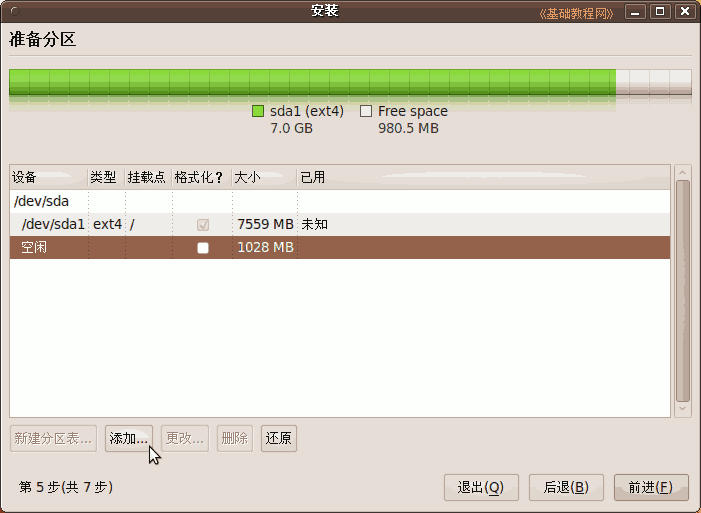 安装
《基础教程网》
准备分区
sda1 (ext4)
7.0 GB
Free space
980.5 MB
设备 类型 挂载点 格式化？ 大小 已用
/dev/sda
/dev/sda1 ext4 / 7559 MB 未知
空闲 1028 MB
新建分区表... 添加... 更改... 删除 还原
第 5 步(共 7 步)
退出(Q) 后退(B) 前进(F)